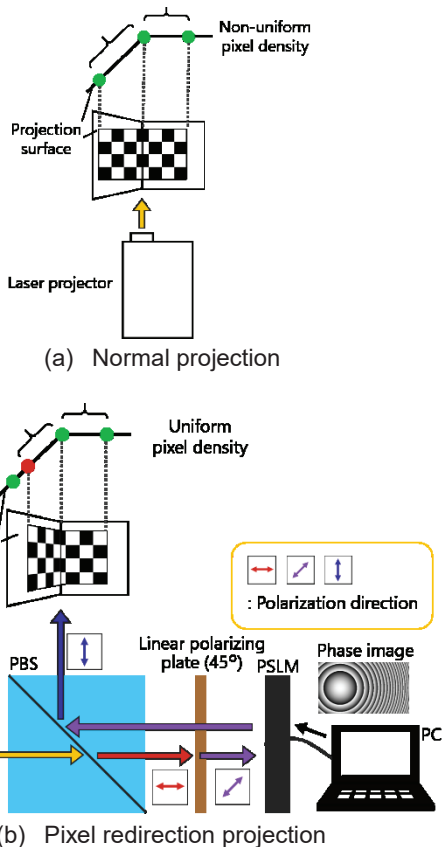 Non-uniform
pixel density
Projection
surface
Laser projector
(a) Normal projection
Uniform
pixel density
: Polarization direction
Linear polarizing
plate (45º)
PBS
PSLM
Phase image
PC
(b) Pixel redirection projection